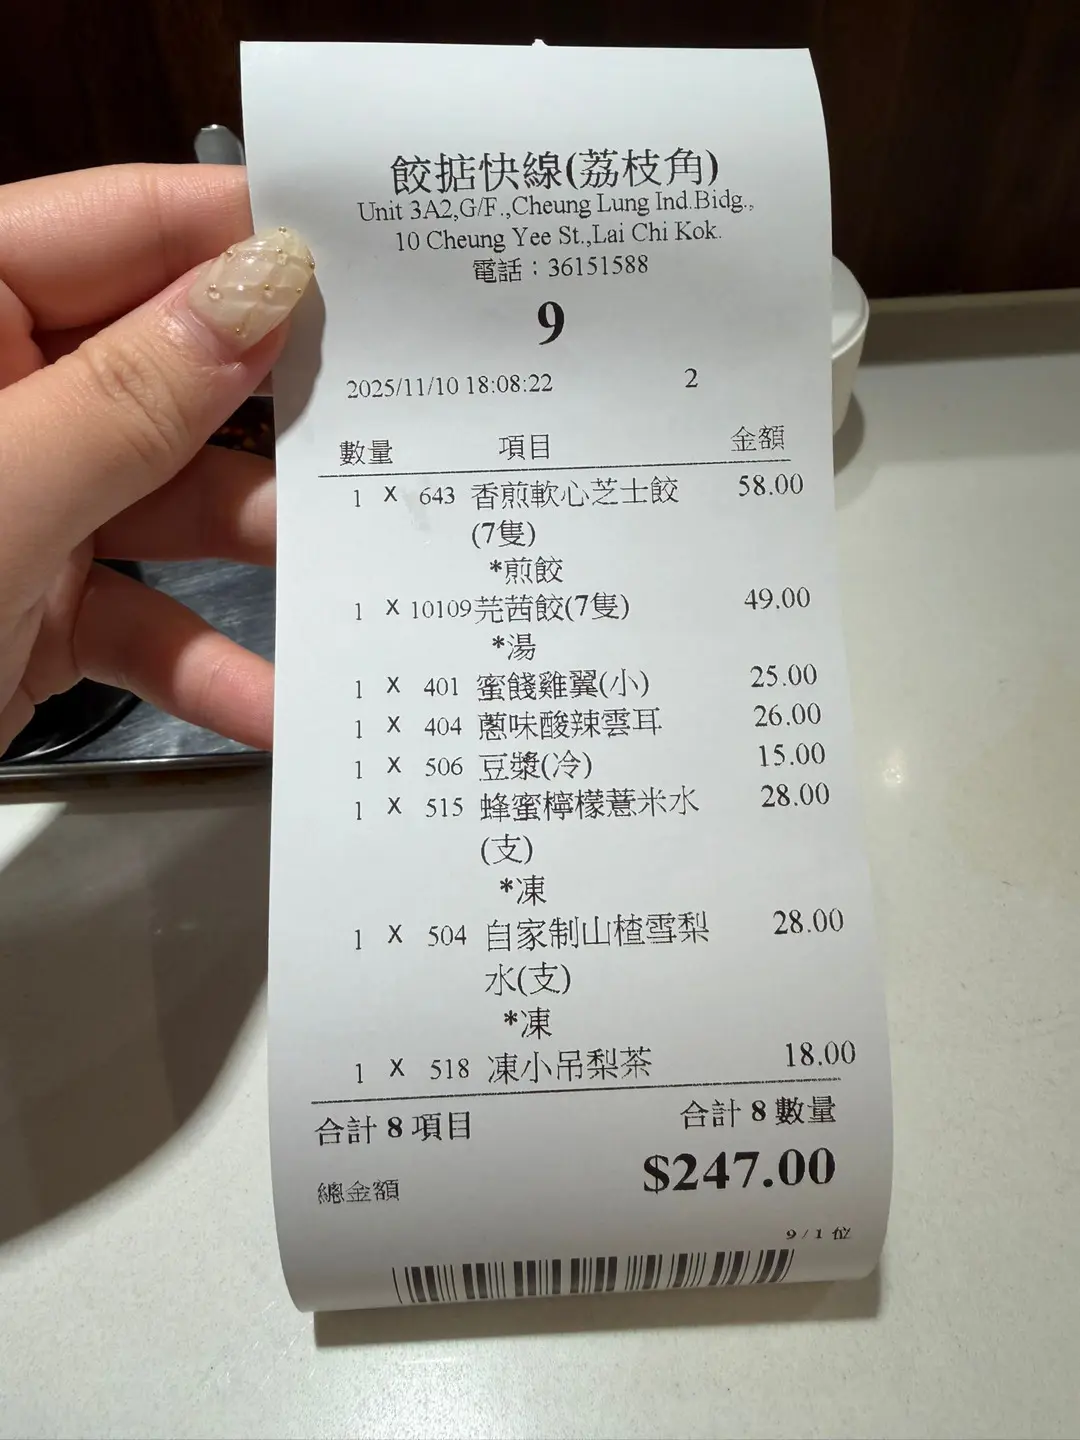 餃掂快線(荔枝角)
Unit 3A2,G/F.,Cheung Lung Ind.Bidg.,
10 Cheung Yee St.,Lai Chi Kok.
電話：36151588
9
2025/11/10 18:08:22 2
數量 項目 金額
1 X 643 香煎軟心芝士餃 58.00
(7隻)
*煎餃
1 X 10109芫茜餃(7隻) 49.00
*湯
1 X 401 蜜餞雞翼(小) 25.00
1 X 404 蔥味酸辣雲耳 26.00
1 X 506 豆漿(冷) 15.00
1 X 515 蜂蜜檸檬薏米水 28.00
(支)
*凍
1 X 504 自家制山楂雪梨 28.00
水(支)
*凍
1 X 518 凍小吊梨茶 18.00
合計 8 項目 合計 8 數量
總金額 $247.00
9 / 1 位